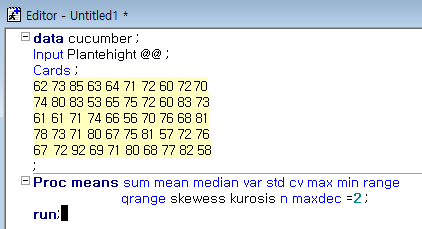 Editor - Untitled1 *
data cucumber ;
Input Plantehight @@ ;
Cards ;
62 73 85 63 64 71 72 60 72 70
74 80 83 53 65 75 72 60 83 73
61 61 71 74 66 56 70 76 68 81
78 73 71 80 67 75 81 57 72 76
67 72 92 69 71 80 68 77 82 58
;
Proc means sum mean median var std cv max min range
qrange skewess kurosis n maxdec =2 ;
run;